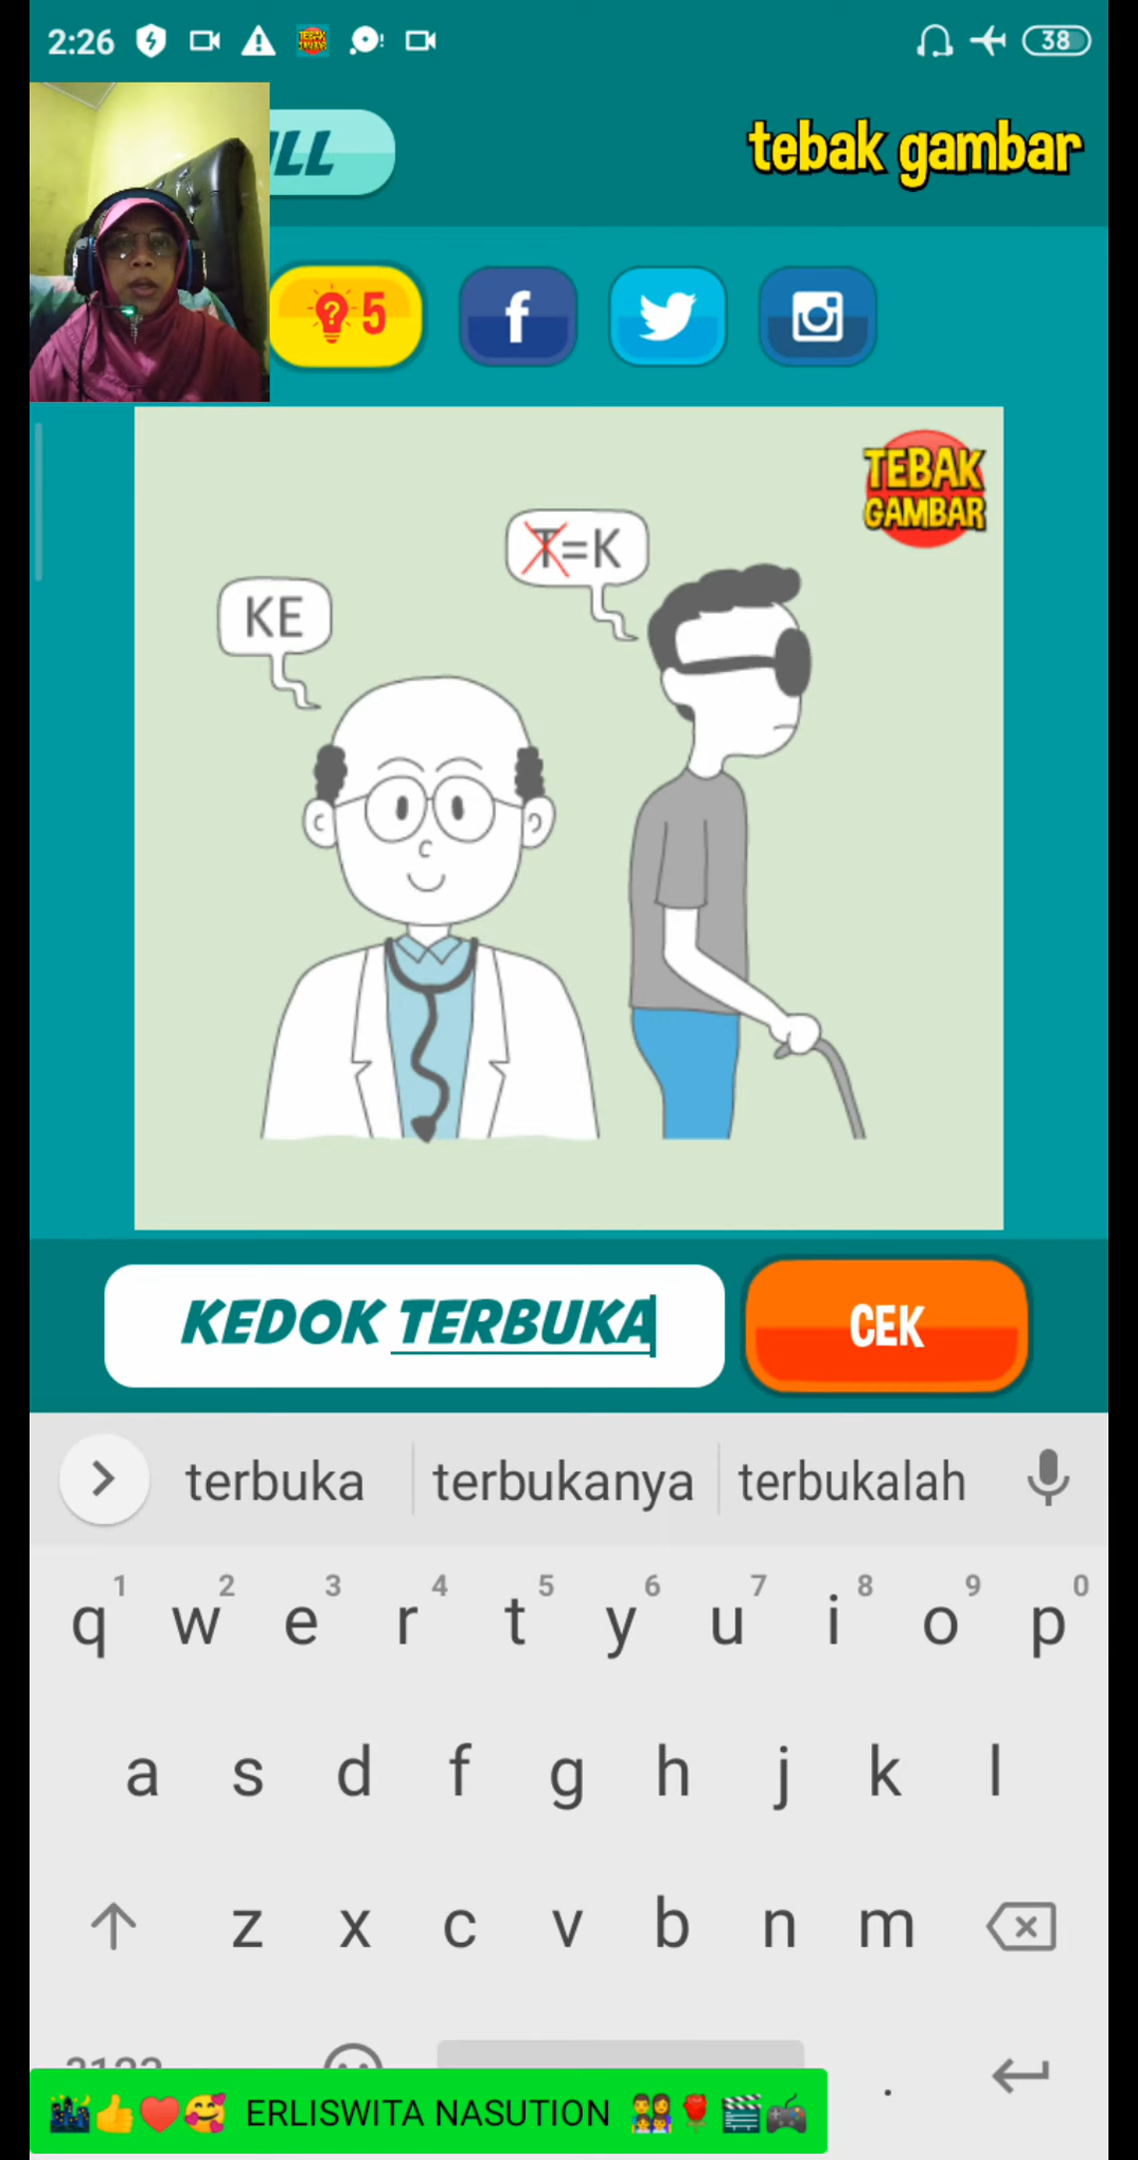 2:26
38
ILL
tebak gambar
5
f
TEBAK
GAMBAR
T=K
KE
KEDOK TERBUKA
CEK
terbuka terbukanya terbukalah
1 2 3 4 5 6 7 8 9 0
q w e r t y u i o p
a s d f g h j k l
z x c v b n m
.
ERLISWITA NASUTION